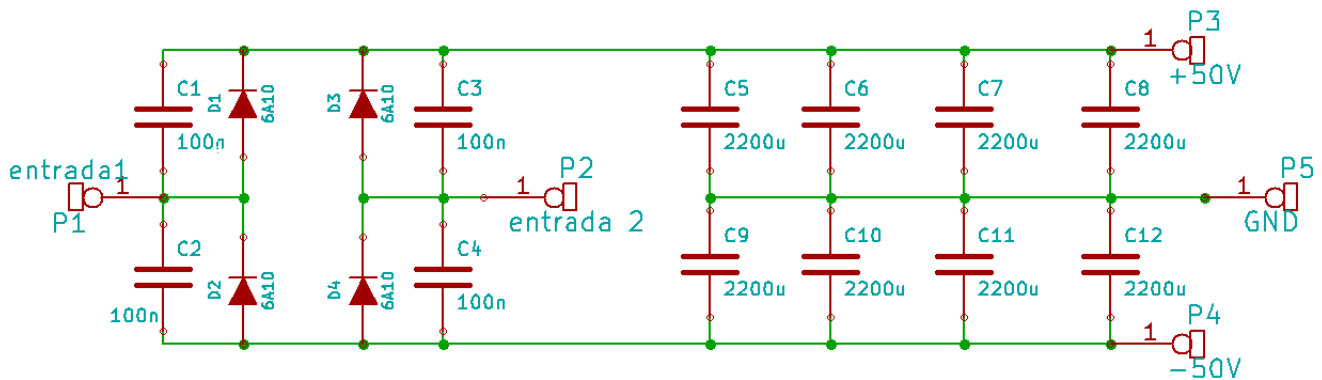 P3
1
+50V
C1
100n
D1
6A10
D3
6A10
C3
100n
C5
2200u
C6
2200u
C7
2200u
C8
2200u
entrada1
1
P1
P2
1
entrada 2
P5
1
GND
C2
100n
D2
6A10
D4
6A10
C4
100n
C9
2200u
C10
2200u
C11
2200u
C12
2200u
P4
1
-50V